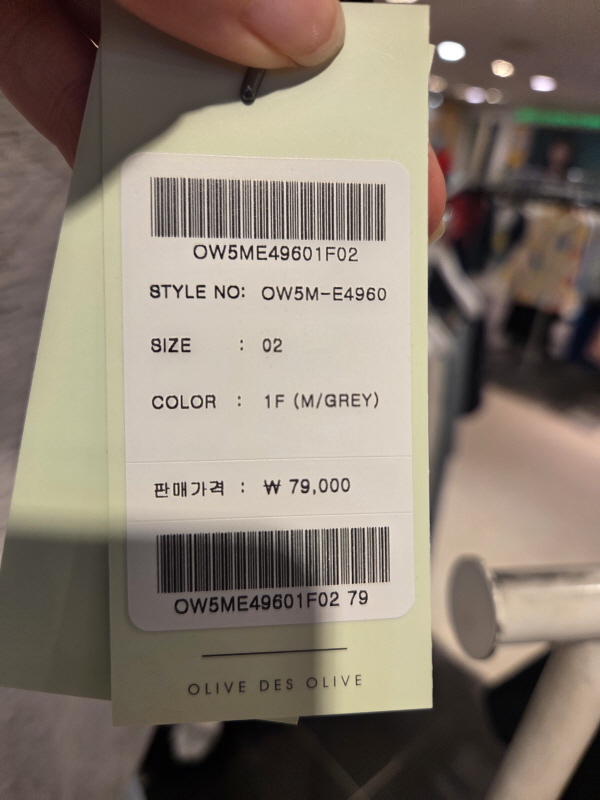 OW5ME49601F02
STYLE NO: OW5M-E4960
SIZE : 02
COLOR : 1F (M/GREY)
판매가격 : ₩ 79,000
OW5ME49601F02 79
OLIVE DES OLIVE